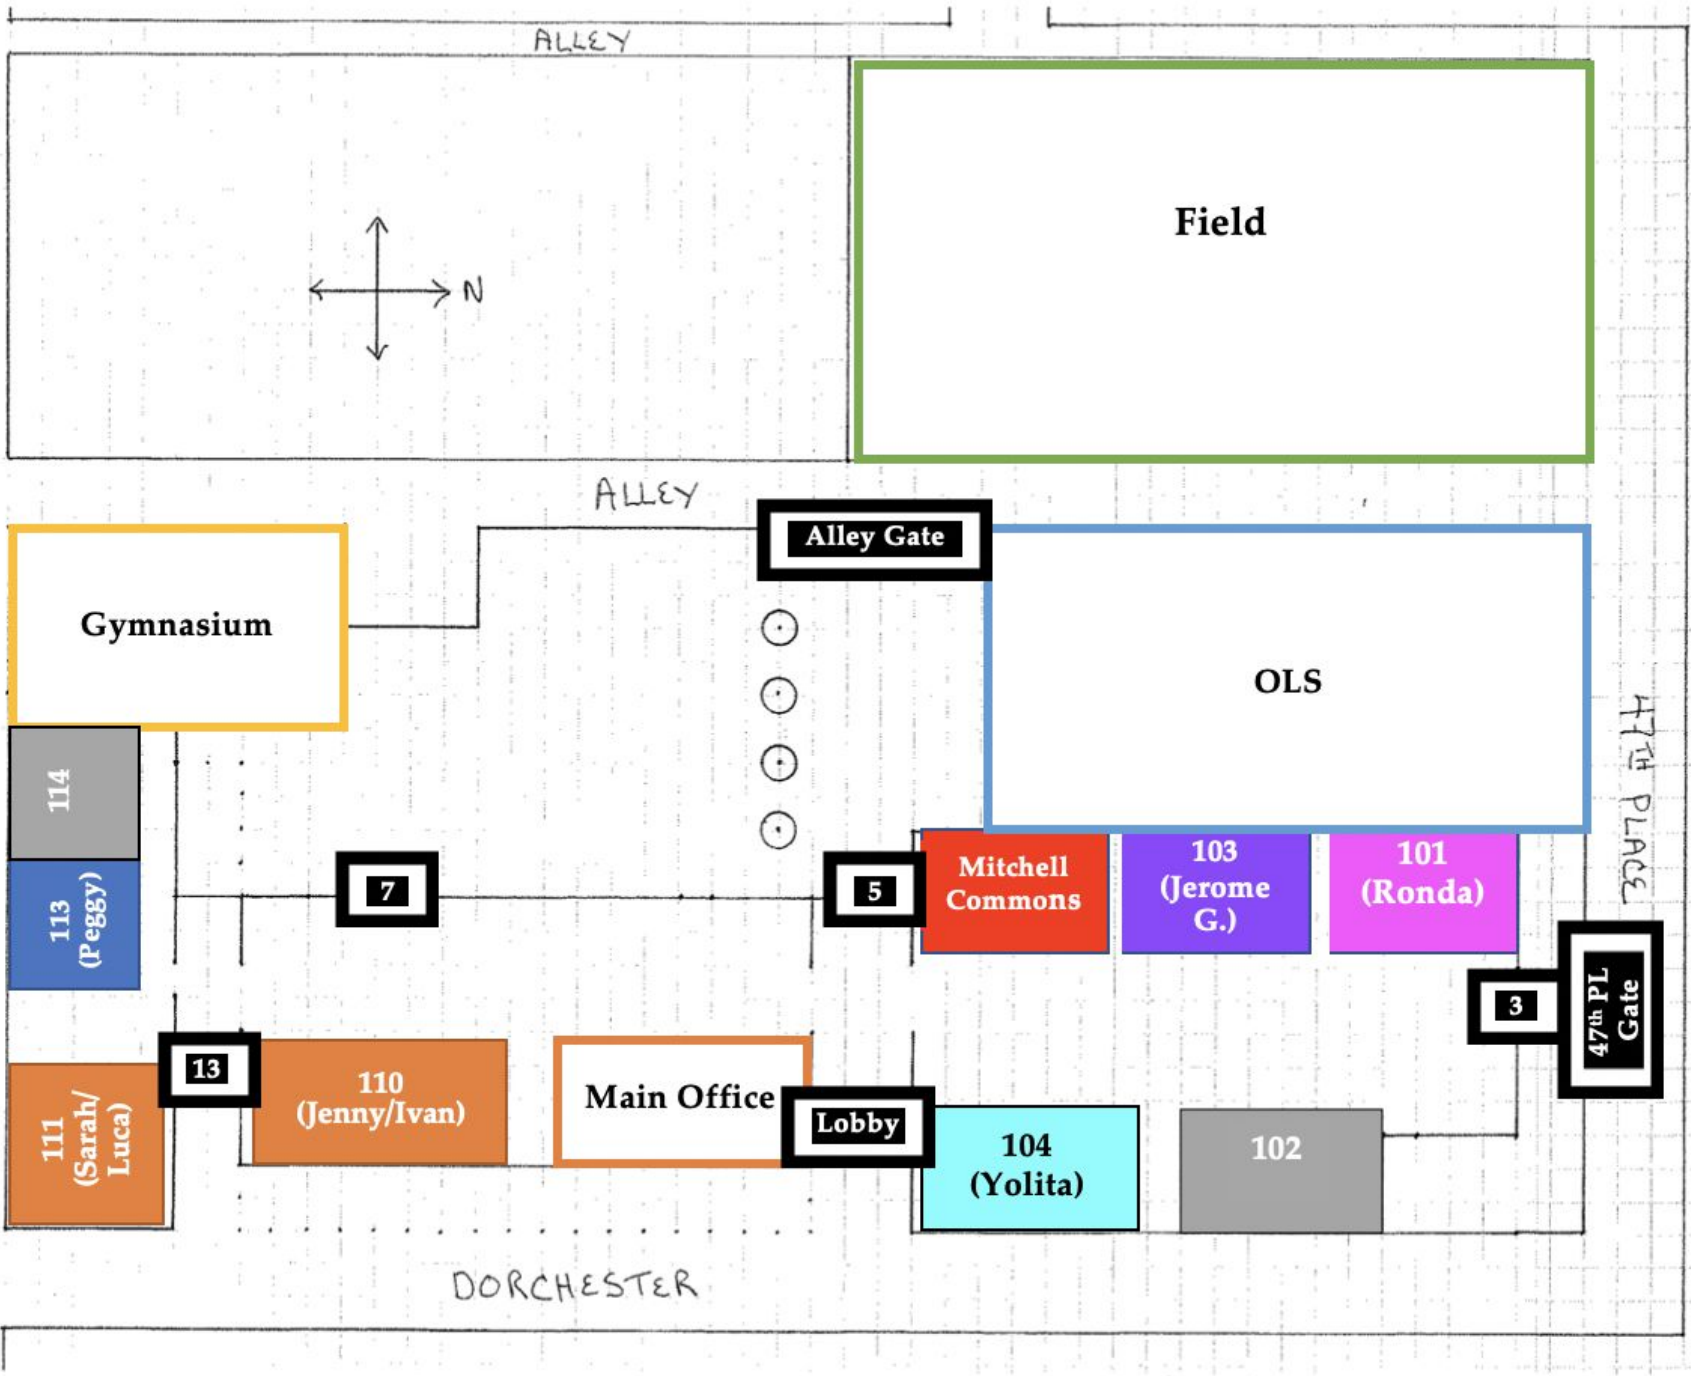 ALLEY
Field
N
ALLEY
Alley Gate
Gymnasium
OLS
47TH PLACE
114
113
(Peggy)
7
5
Mitchell
Commons
103
(Jerome
G.)
101
(Ronda)
3
47th PL
Gate
13
111
(Sarah/
Luca)
110
(Jenny/Ivan)
Main Office
Lobby
104
(Yolita)
102
DORCHESTER